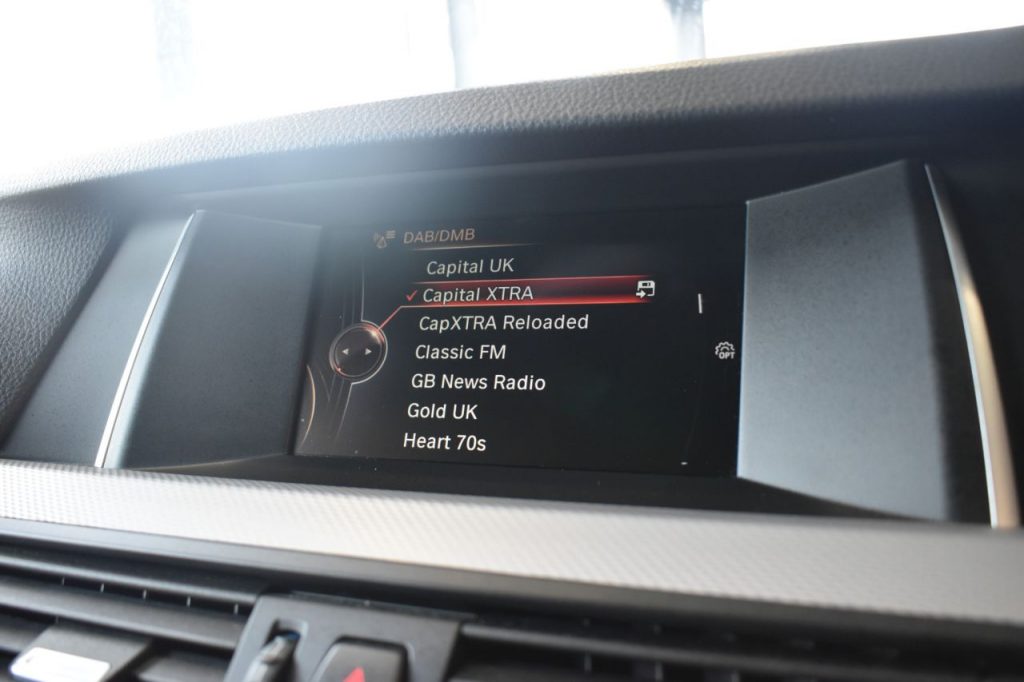 DAB/DMB
Capital UK
Capital XTRA
CapXTRA Reloaded
Classic FM
OPT
GB News Radio
Gold UK
Heart 70s